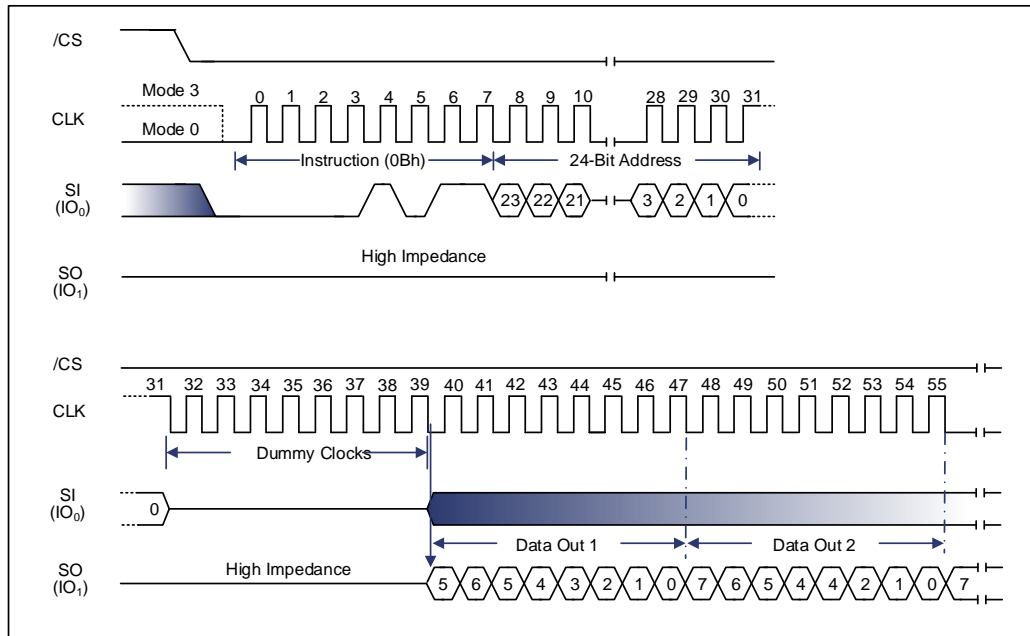 /CS
Mode 3
0 1 2 3 4 5 6 7 8 9 10 28 29 30 31
CLK
Mode 0
Instruction (0Bh) 24-Bit Address
SI
(IO₀)
23 22 21 3 2 1 0
High Impedance
SO
(IO₁)
/CS
31 32 33 34 35 36 37 38 39 40 41 42 43 44 45 46 47 48 49 50 51 52 53 54 55
CLK
Dummy Clocks
SI
(IO₀)
0
Data Out 1 Data Out 2
High Impedance
SO
(IO₁)
5 6 5 4 3 2 1 0 7 6 5 4 4 2 1 0 7